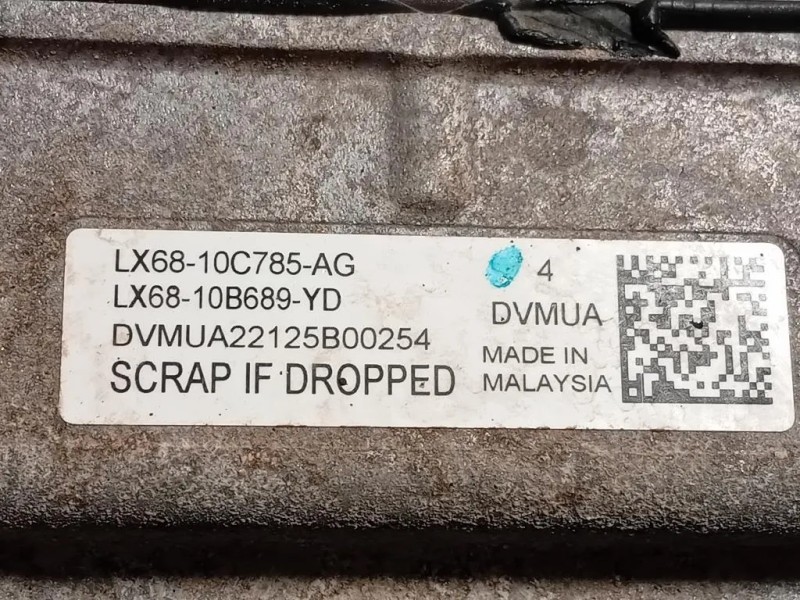 LX68-10C785-AG
LX68-10B689-YD
DVMUA22125B00254
SCRAP IF DROPPED
4
DVMUA
MADE IN
MALAYSIA